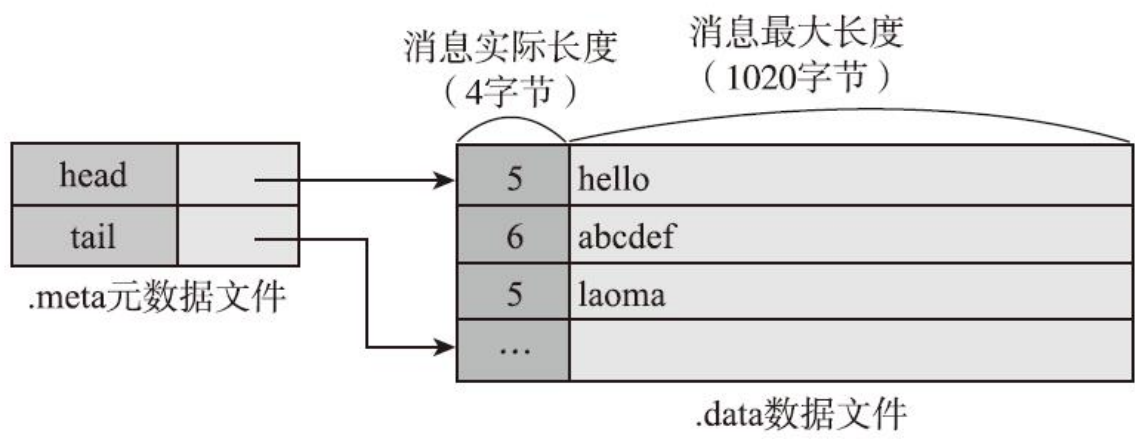 消息实际长度
（4字节）
消息最大长度
（1020字节）
head
tail
.meta元数据文件
5 hello
6 abcdef
5 laoma
…
.data数据文件